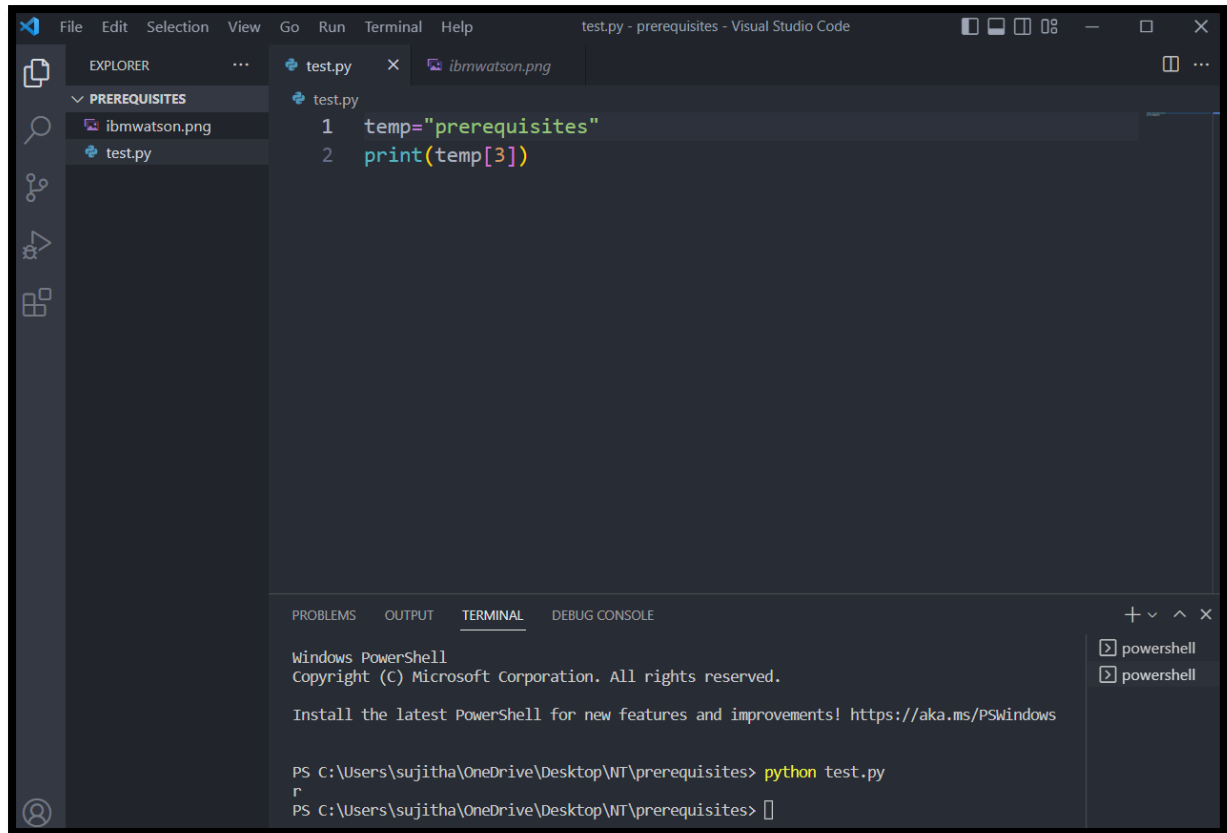 File Edit Selection View Go Run Terminal Help test.py - prerequisites - Visual Studio Code
EXPLORER ...
test.py ibmwatson.png
PREREQUISITES
ibmwatson.png
test.py
test.py
1 temp="prerequisites"
2 print(temp[3])
PROBLEMS OUTPUT TERMINAL DEBUG CONSOLE
powershell
powershell
Windows PowerShell
Copyright (C) Microsoft Corporation. All rights reserved.
Install the latest PowerShell for new features and improvements! https://aka.ms/PSWindows
PS C:\Users\sujitha\OneDrive\Desktop\NT\prerequisites> python test.py
r
PS C:\Users\sujitha\OneDrive\Desktop\NT\prerequisites>